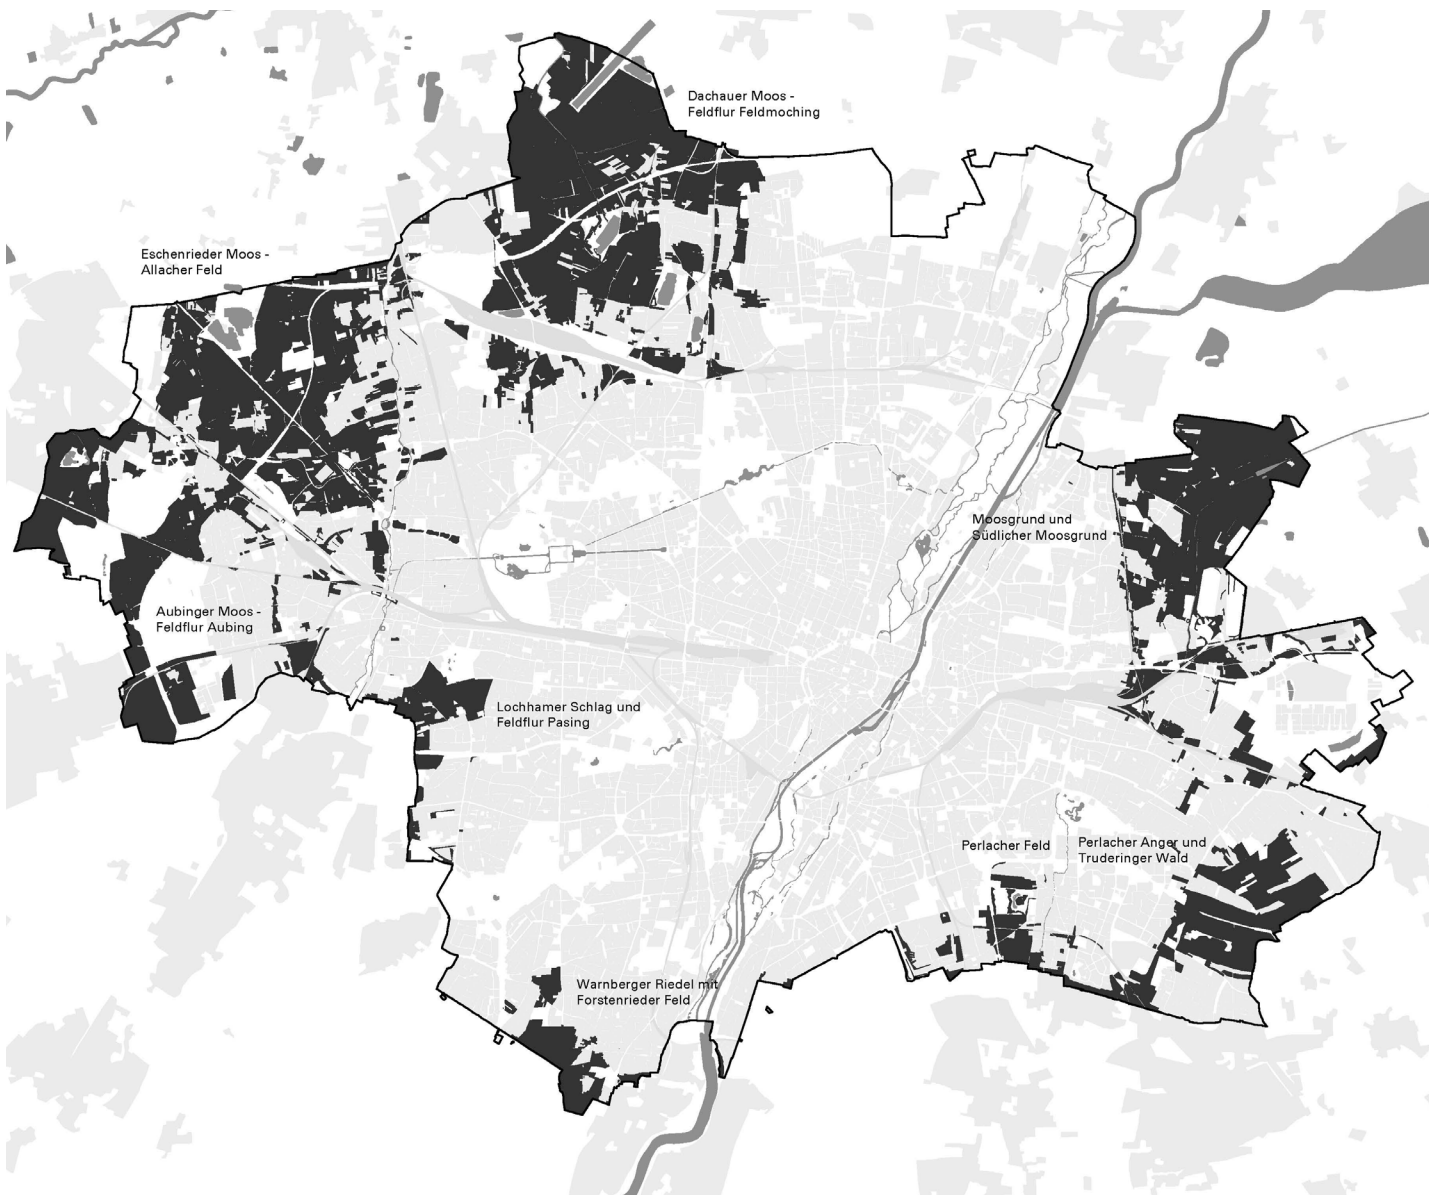 Dachauer Moos -
Feldflur Feldmoching
Eschenrieder Moos -
Allacher Feld
Moosgrund und
Südlicher Moosgrund
Aubinger Moos -
Feldflur Aubing
Lochhamer Schlag und
Feldflur Pasing
Perlacher Feld
Perlacher Anger und
Truderinger Wald
Warnberger Riedel mit
Forstenrieder Feld